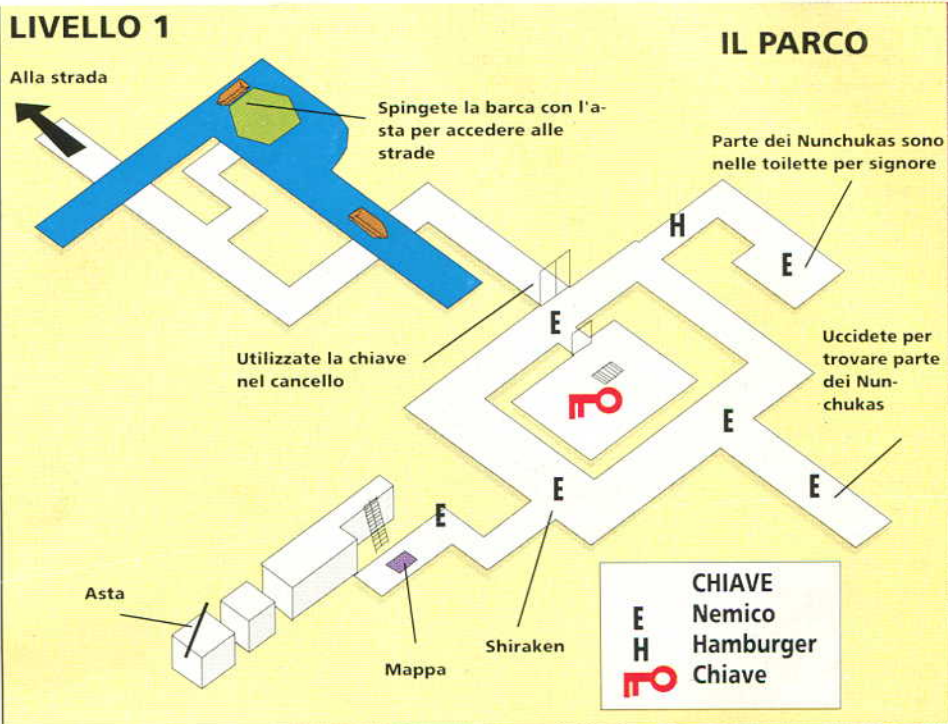 LIVELLO 1
IL PARCO
Alla strada
Spingete la barca con l'a-
sta per accedere alle
strade
Parte dei Nunchukas sono
nelle toilette per signore
H
E
E
Utilizzate la chiave
nel cancello
Uccidete per
trovare parte
dei Nun-
chukas
E
E
E
E
Asta
Mappa
Shiraken
CHIAVE
E Nemico
H Hamburger
Chiave